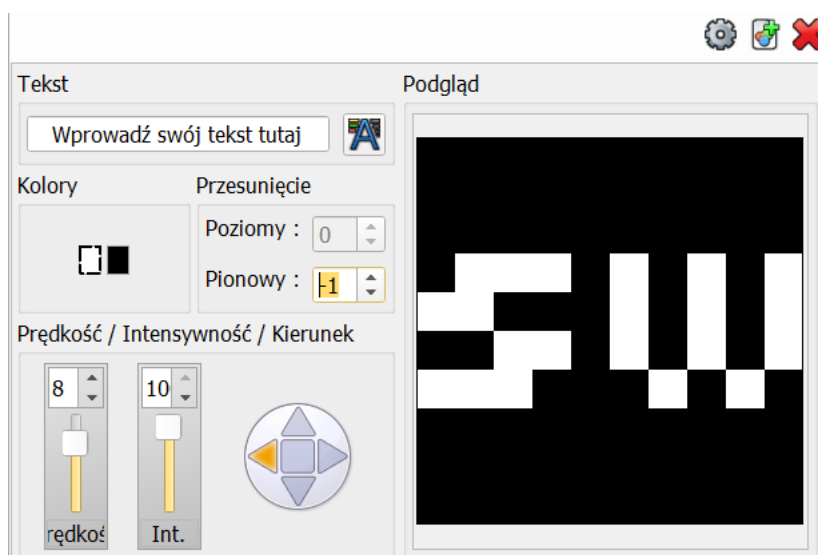 Tekst
Wprowadź swój tekst tutaj
Kolory
Przesunięcie
Poziomy :
0
Pionowy :
-1
Prędkość / Intensywność / Kierunek
8
10
rędkoś
Int.
Podgląd
sw